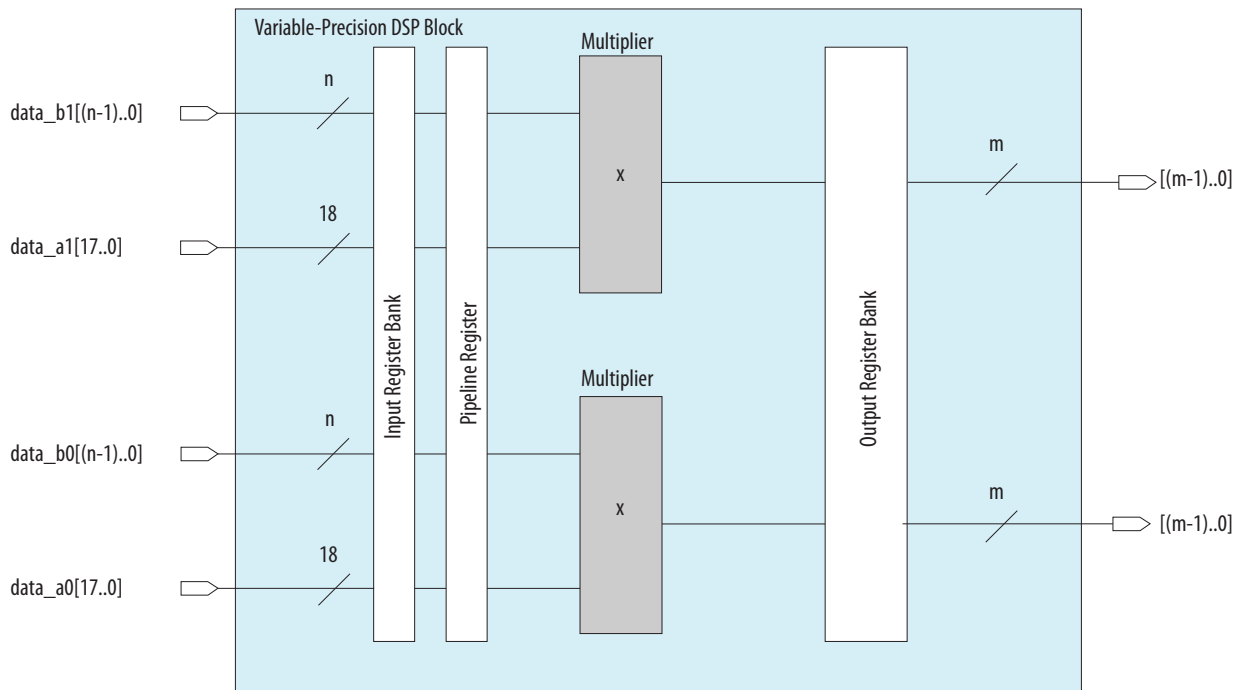 Variable-Precision DSP Block
Multiplier
n
data_b1[(n-1)..0]
m
x
[(m-1)..0]
18
data_a1[17..0]
Input Register Bank
Pipeline Register
Output Register Bank
Multiplier
n
data_b0[(n-1)..0]
m
x
[(m-1)..0]
18
data_a0[17..0]